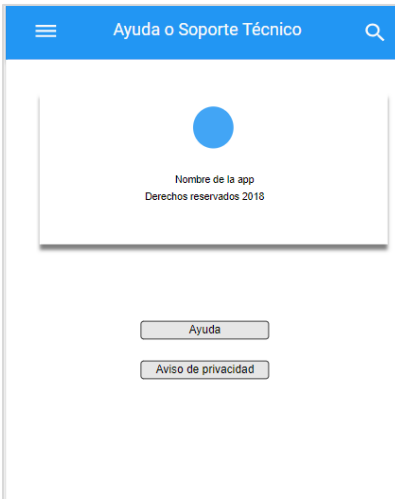 Ayuda o Soporte Técnico
Nombre de la app
Derechos reservados 2018
Ayuda
Aviso de privacidad